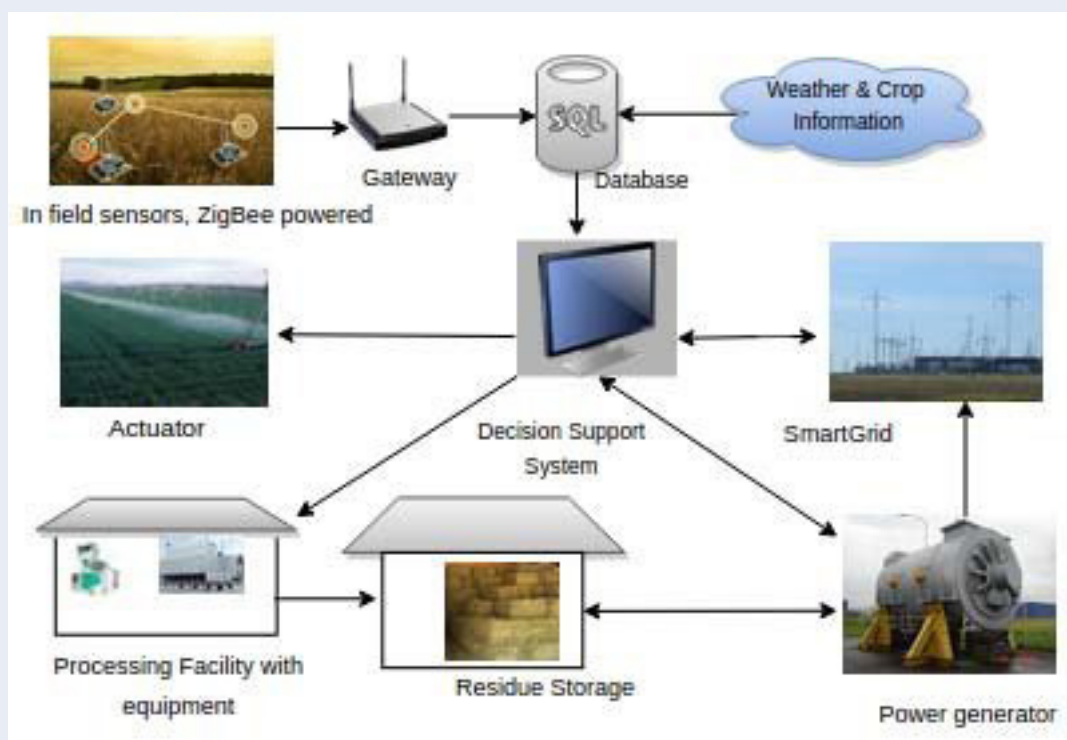 Weather & Crop
Information
SQL
Gateway
Database
In field sensors, ZigBee powered
Actuator
Decision Support
System
SmartGrid
Processing Facility with
equipment
Residue Storage
Power generator